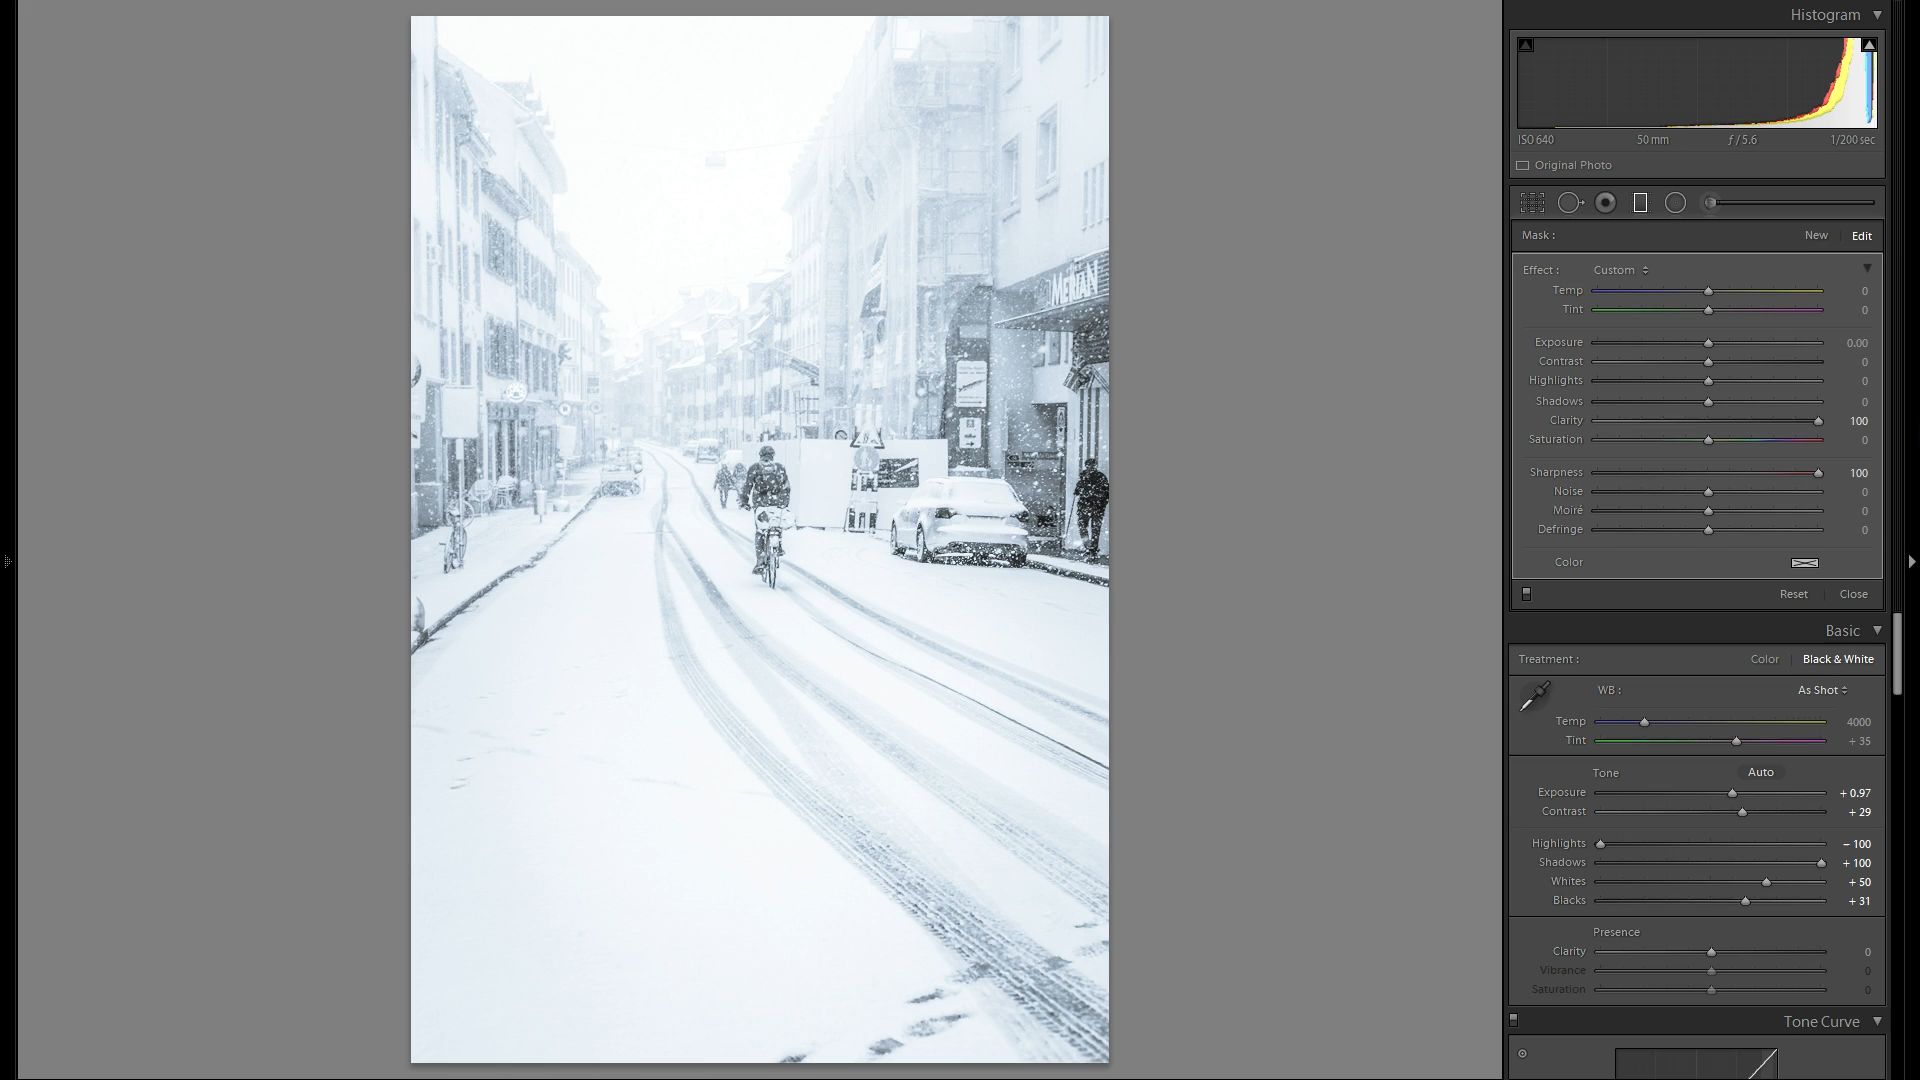 Histogram
ISO 640 50 mm ƒ / 5.6 1/200 sec
Original Photo
Mask : New Edit
Effect : Custom
Temp 0
Tint 0
Exposure 0.00
Contrast 0
Highlights 0
Shadows 0
Clarity 100
Saturation 0
Sharpness 100
Noise 0
Moiré 0
Defringe 0
Color
Reset Close
Basic
Treatment : Color Black & White
WB : As Shot
Temp 4000
Tint + 35
Tone Auto
Exposure + 0.97
Contrast + 29
Highlights – 100
Shadows + 100
Whites + 50
Blacks + 31
Presence
Clarity 0
Vibrance 0
Saturation 0
Tone Curve
MERIAN